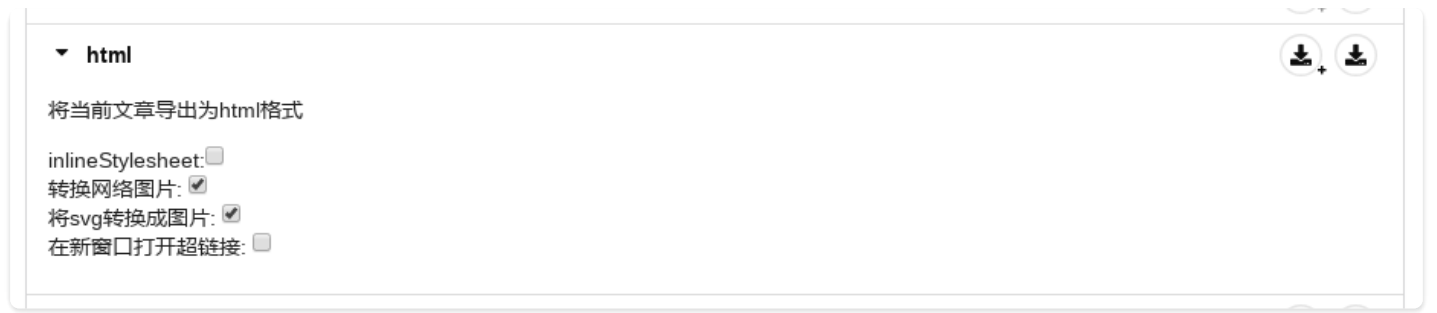 html
将当前文章导出为html格式
inlineStylesheet:
转换网络图片:
将svg转换成图片:
在新窗口打开超链接: